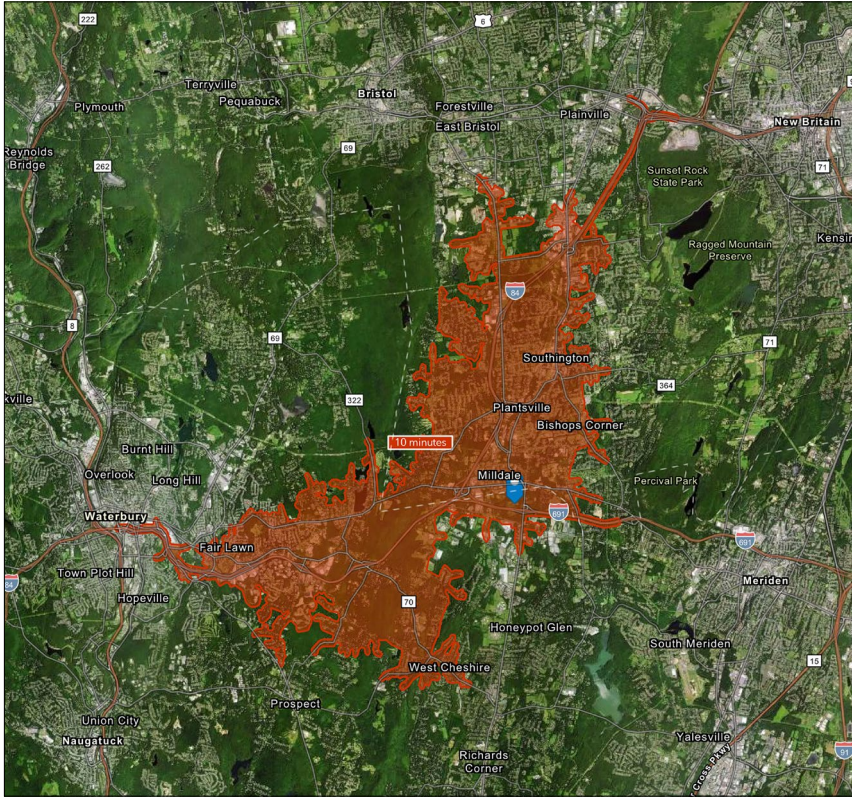 222
6
Terryville
Bristol
Plymouth
Pequabuck
Forestville
Plainville
East Bristol
New Britain
69
Reynolds
Bridge
262
71
Sunset Rock
State Park
Ragged Mountain
Preserve
84
8
69
71
Southington
364
322
Plantsville
Bishops Corner
10 minutes
Burnt Hill
Overlook
Long Hill
Milldale
Percival Park
691
Waterbury
691
Fair Lawn
Town Plot Hill
84
Meriden
Hopeville
70
Honeypot Glen
South Meriden
15
West Cheshire
Prospect
Union City
Naugatuck
Yalesville
91
Richards
Corner
Cross Pkwy